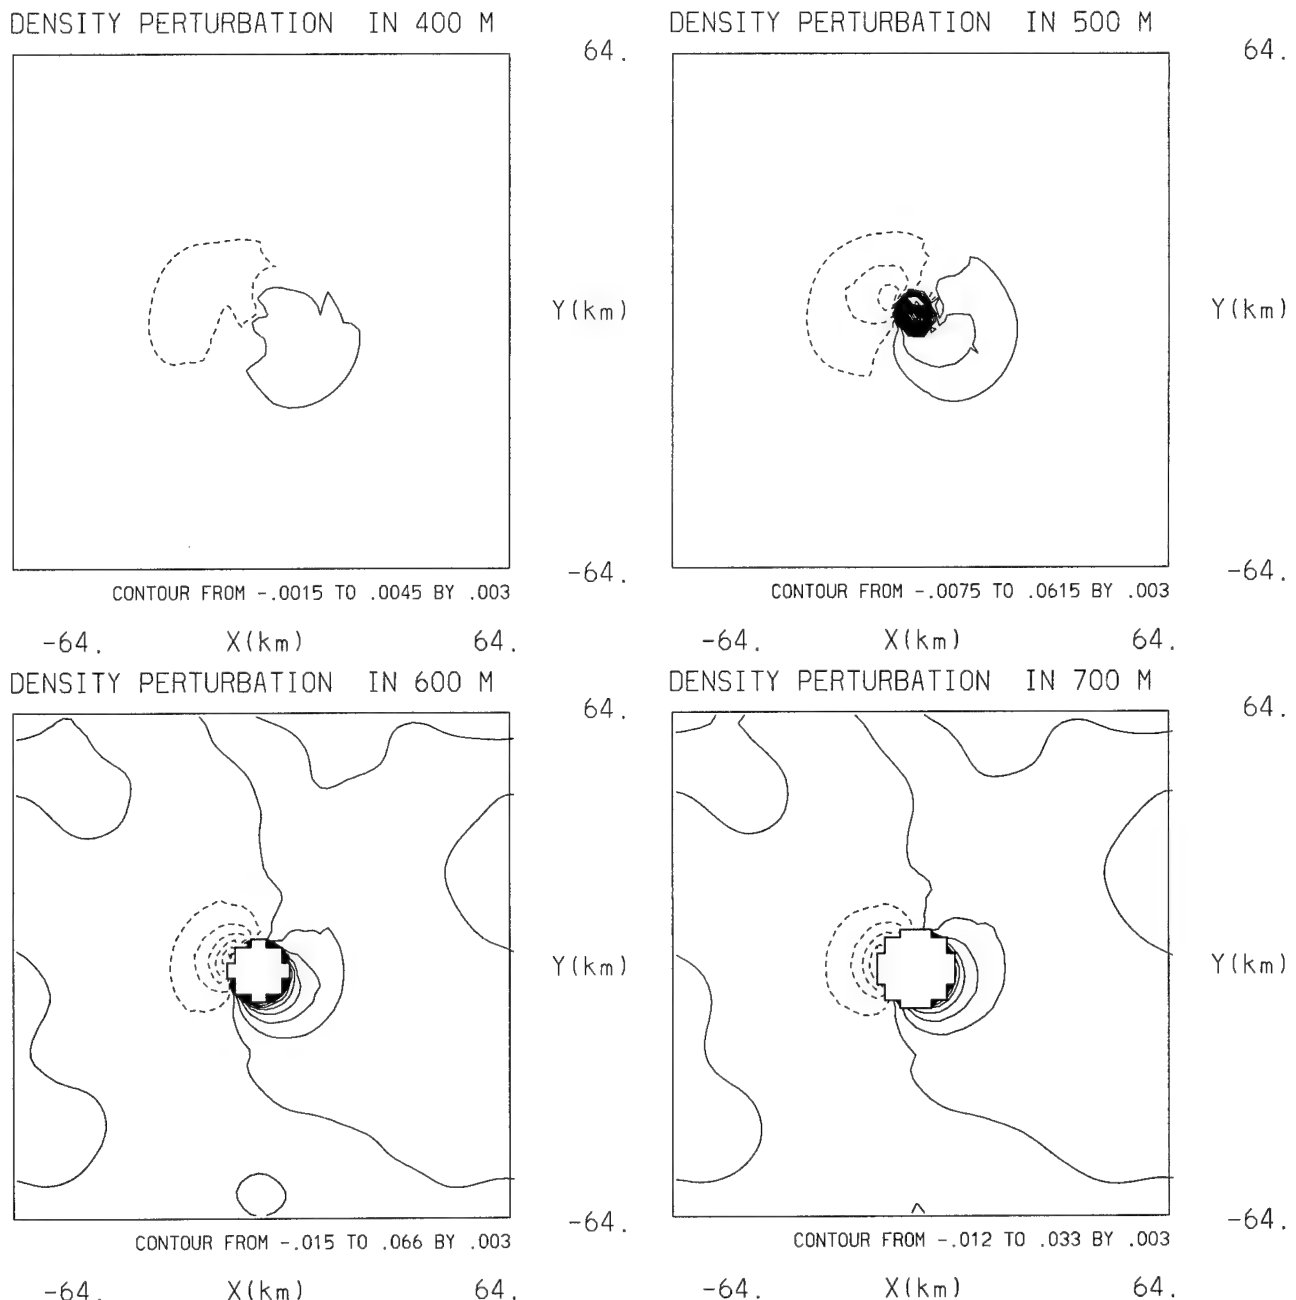 DENSITY PERTURBATION IN 400 M
64.
Y(km)
-64.
CONTOUR FROM -.0015 TO .0045 BY .003
-64. X(km) 64.
DENSITY PERTURBATION IN 500 M
64.
Y(km)
-64.
CONTOUR FROM -.0075 TO .0615 BY .003
-64. X(km) 64.
DENSITY PERTURBATION IN 600 M
64.
Y(km)
-64.
CONTOUR FROM -.015 TO .066 BY .003
-64. X(km) 64.
DENSITY PERTURBATION IN 700 M
64.
Y(km)
-64.
CONTOUR FROM -.012 TO .033 BY .003
-64. X(km) 64.